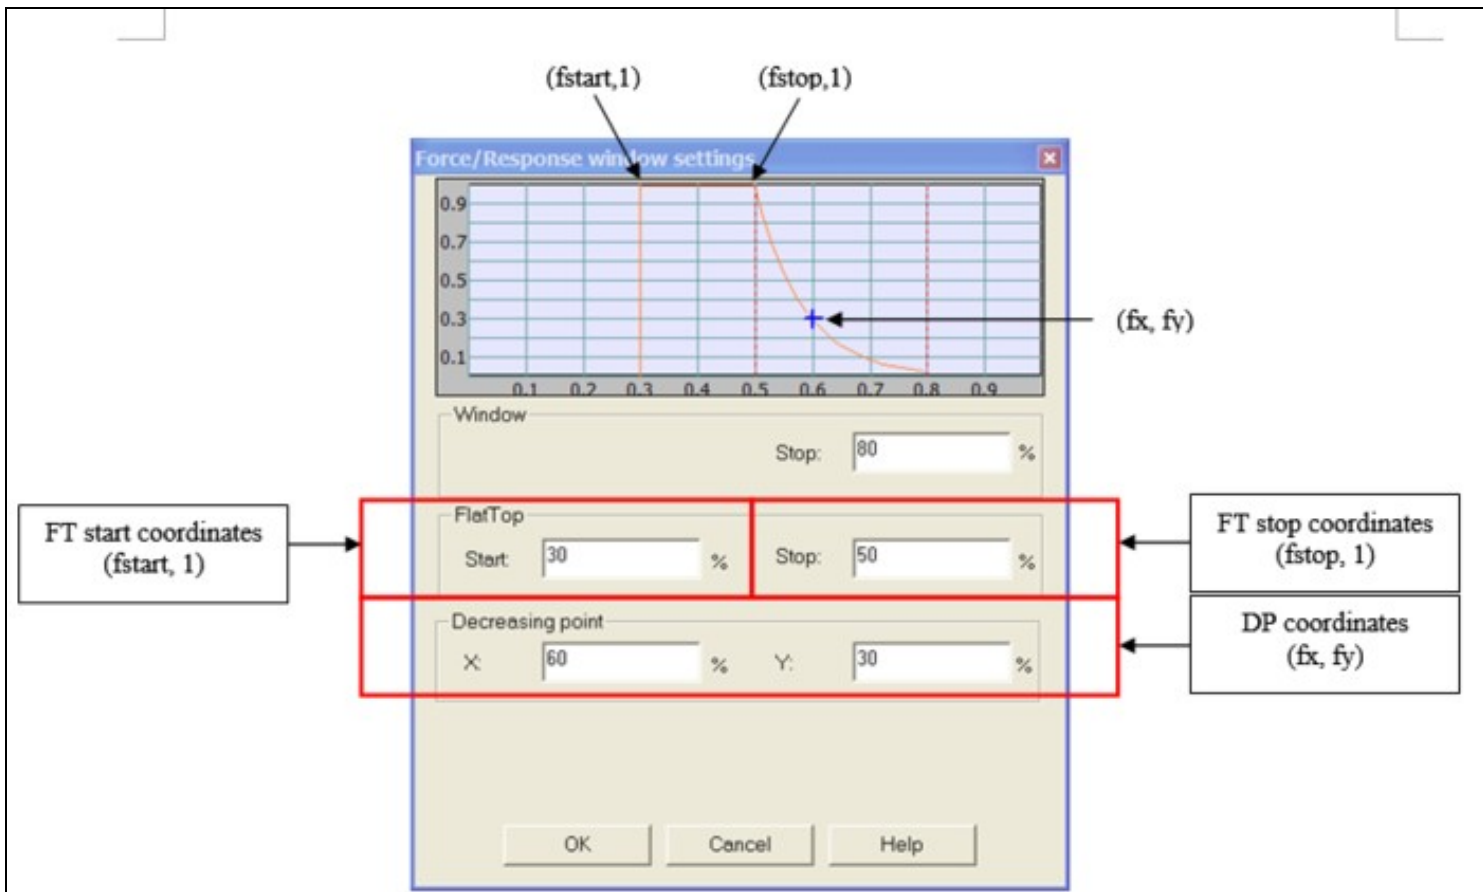 (fstart,1) (fstop,1)
Force/Response window settings
0.9
0.7
0.5
0.3
0.1
(fx, fy)
0.1 0.2 0.3 0.4 0.5 0.6 0.7 0.8 0.9
Window
Stop: 80 %
FT start coordinates
(fstart, 1)
FlatTop
Start: 30 % Stop: 50 %
FT stop coordinates
(fstop, 1)
Decreasing point
X: 60 % Y: 30 %
DP coordinates
(fx, fy)
OK Cancel Help